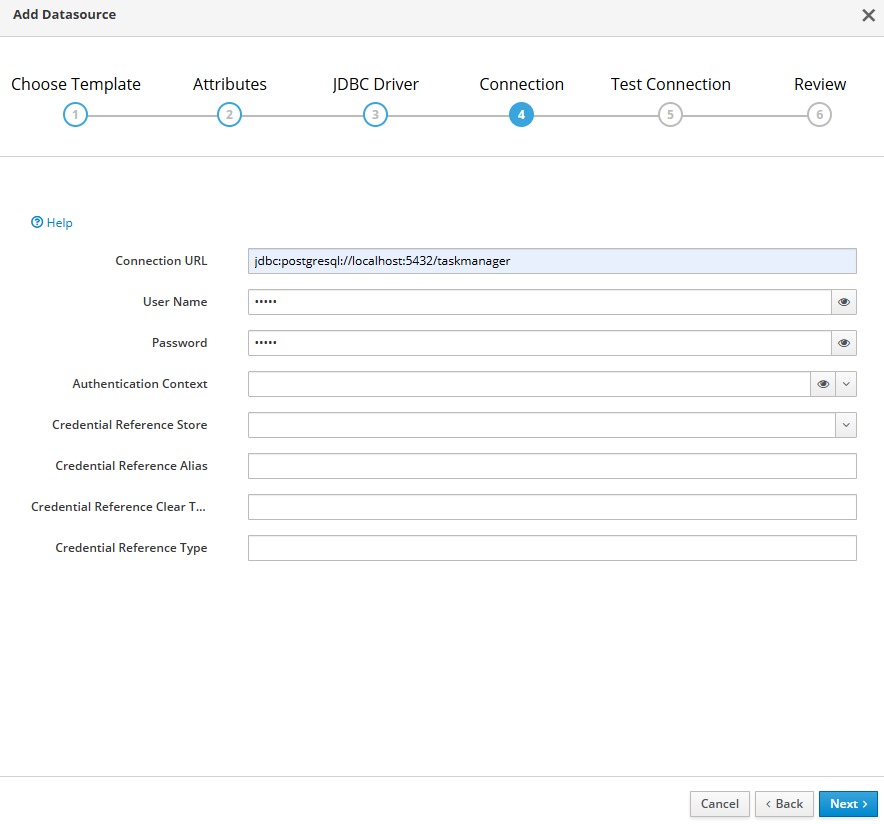 Add Datasource
Choose Template
Attributes
JDBC Driver
Connection
Test Connection
Review
1
2
3
4
5
6
Help
Connection URL
jdbc:postgresql://localhost:5432/taskmanager
User Name
•••••
Password
•••••
Authentication Context
Credential Reference Store
Credential Reference Alias
Credential Reference Clear T...
Credential Reference Type
Cancel
‹ Back
Next ›